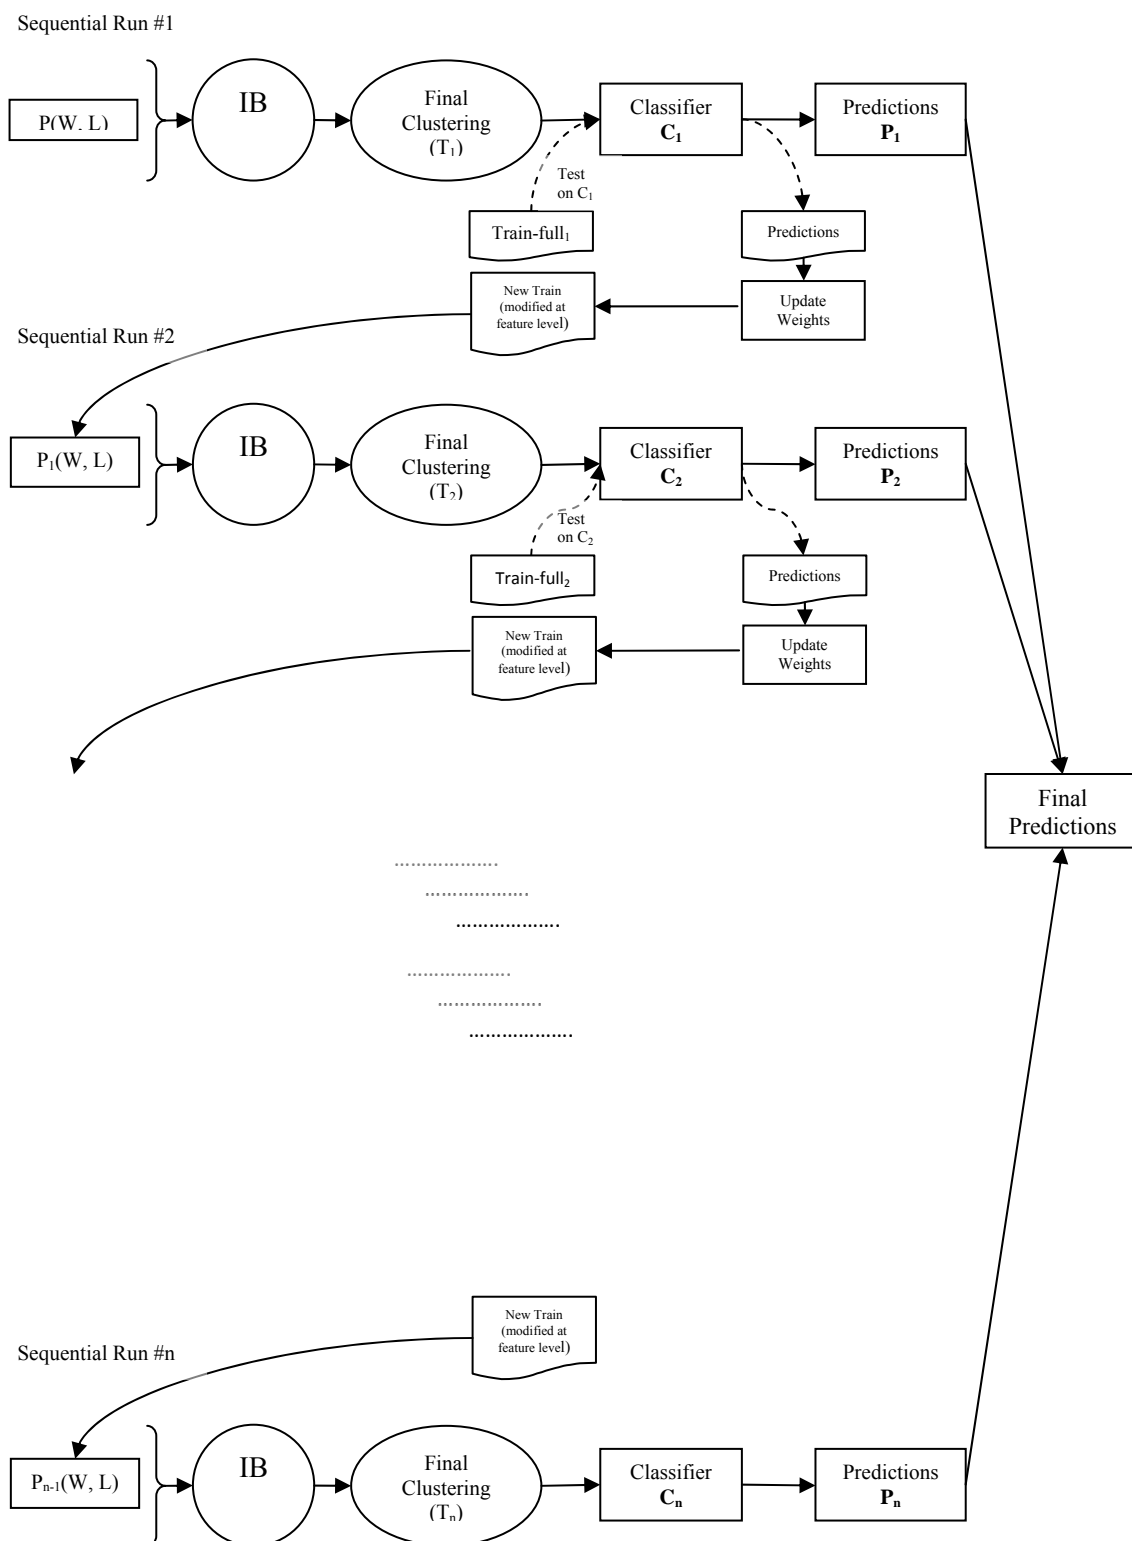 Sequential Run #1
P(W, L)
IB
Final
Clustering
(T₁)
Classifier
C₁
Predictions
P₁
Test
on C₁
Train-full₁
Predictions
New Train
(modified at
feature level)
Update
Weights
Sequential Run #2
P₁(W, L)
IB
Final
Clustering
(T₂)
Classifier
C₂
Predictions
P₂
Test
on C₂
Train-full₂
Predictions
New Train
(modified at
feature level)
Update
Weights
Final
Predictions
………………..
………………..
………………..
………………..
………………..
………………..
New Train
(modified at
feature level)
Sequential Run #n
Pₙ₋₁(W, L)
IB
Final
Clustering
(Tₙ)
Classifier
Cₙ
Predictions
Pₙ